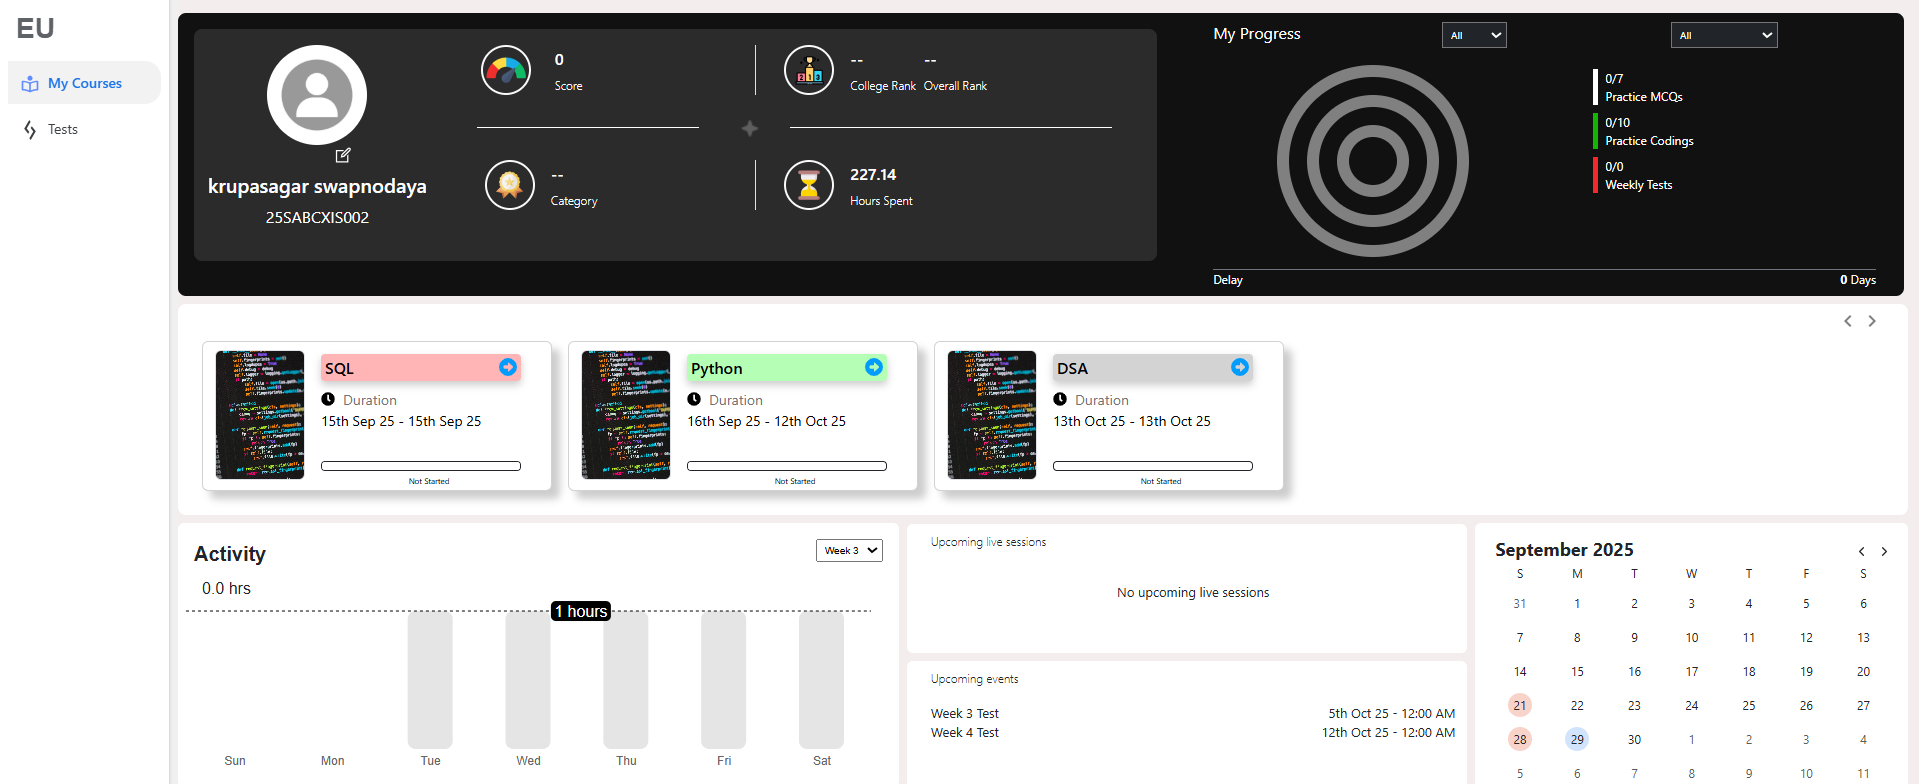 EU
My Courses
Tests
krupasagar swapnodaya
25SABCXIS002
0
Score
-- --
College Rank Overall Rank
--
Category
227.14
Hours Spent
My Progress
All
All
0/7
Practice MCQs
0/10
Practice Codings
0/0
Weekly Tests
Delay
0 Days
SQL
Duration
15th Sep 25 - 15th Sep 25
Not Started
Python
Duration
16th Sep 25 - 12th Oct 25
Not Started
DSA
Duration
13th Oct 25 - 13th Oct 25
Not Started
Activity
Week 3
0.0 hrs
1 hours
Sun Mon Tue Wed Thu Fri Sat
Upcoming live sessions
No upcoming live sessions
Upcoming events
Week 3 Test 5th Oct 25 - 12:00 AM
Week 4 Test 12th Oct 25 - 12:00 AM
September 2025
S M T W T F S
31 1 2 3 4 5 6
7 8 9 10 11 12 13
14 15 16 17 18 19 20
21 22 23 24 25 26 27
28 29 30 1 2 3 4
5 6 7 8 9 10 11